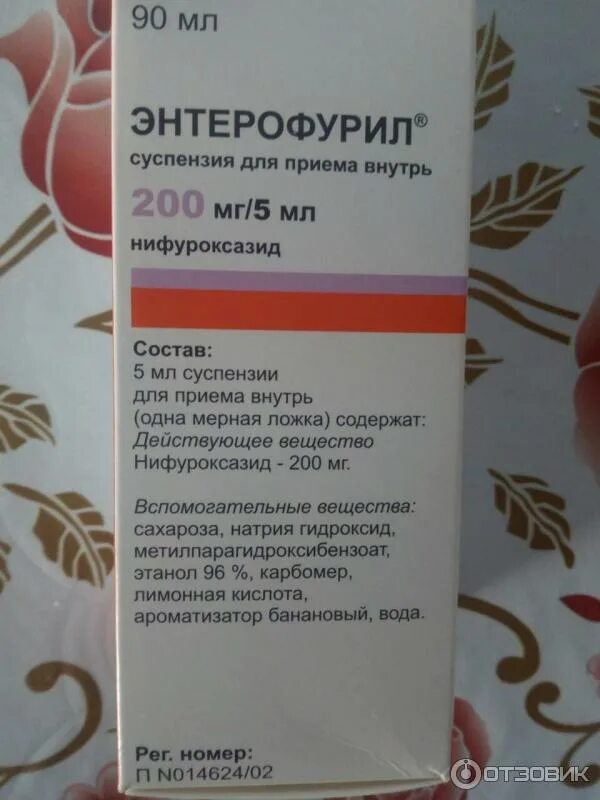 90 мл
ЭНТЕРОФУРИЛ®
суспензия для приема внутрь
200 мг/5 мл
нифуроксазид
Состав:
5 мл суспензии
для приема внутрь
(одна мерная ложка) содержат:
Действующее вещество
Нифуроксазид - 200 мг.
Вспомогательные вещества:
сахароза, натрия гидроксид,
метилпарагидроксибензоат,
этанол 96 %, карбомер,
лимонная кислота,
ароматизатор банановый, вода.
Рег. номер:
П N014624/02
ОТЗОВИК